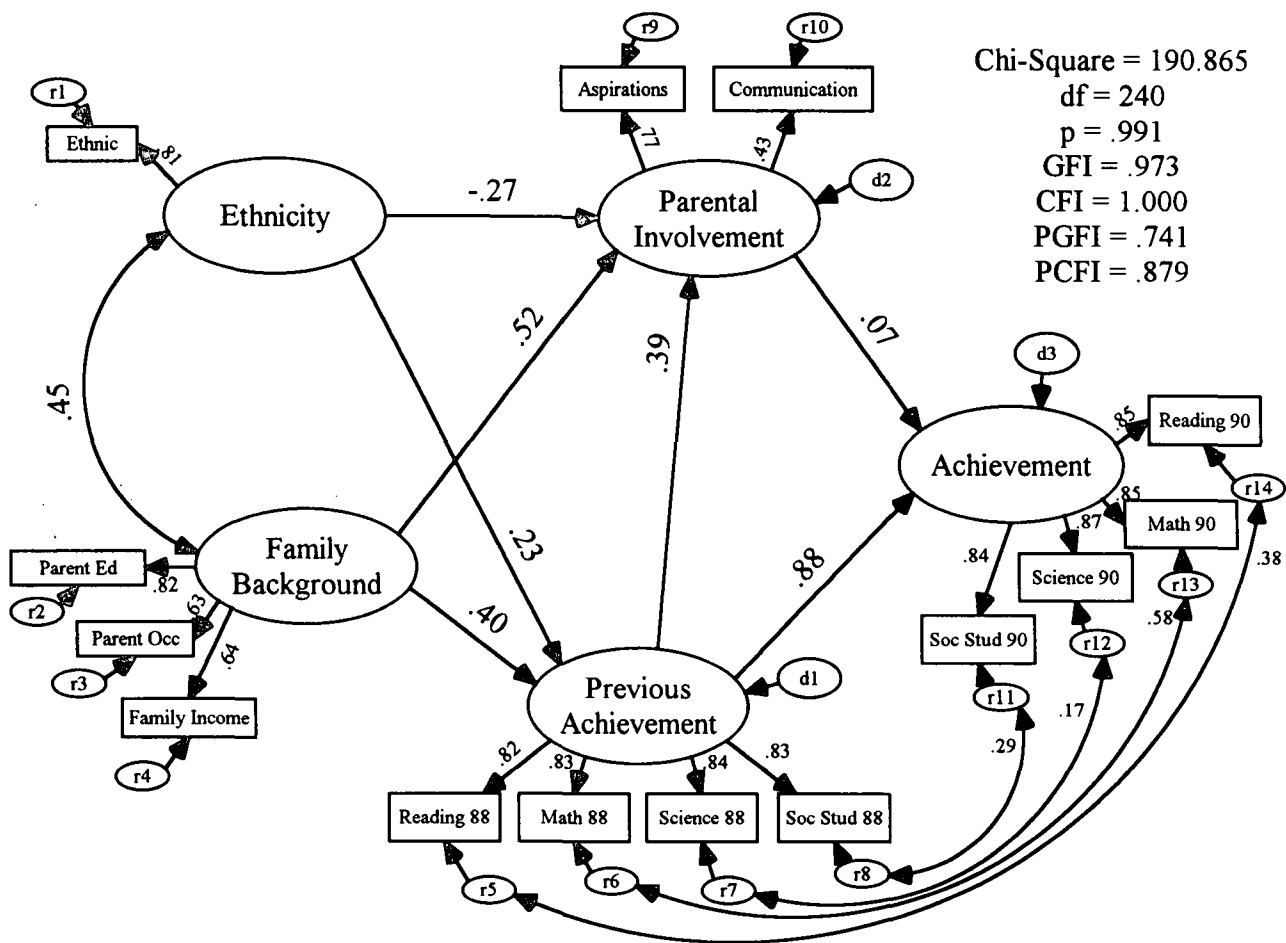 r9
r10
Chi-Square = 190.865
Aspirations
Communication
df = 240
r1
p = .991
Ethnic
.77
.43
GFI = .973
.81
d2
CFI = 1.000
-.27
Parental
Involvement
Ethnicity
PGFI = .741
PCFI = .879
.52
.39
.07
d3
.45
.85
Reading 90
Achievement
r14
.85
Math 90
.87
.23
Family
Background
.88
.84
.38
Parent Ed
.82
Science 90
r13
r2
.63
.40
.58
Parent Occ
Soc Stud 90
r12
.64
r3
Previous
Achievement
d1
r11
Family Income
.17
.29
r4
.82
.83
.84
.83
Reading 88
Math 88
Science 88
Soc Stud 88
r5
r6
r7
r8